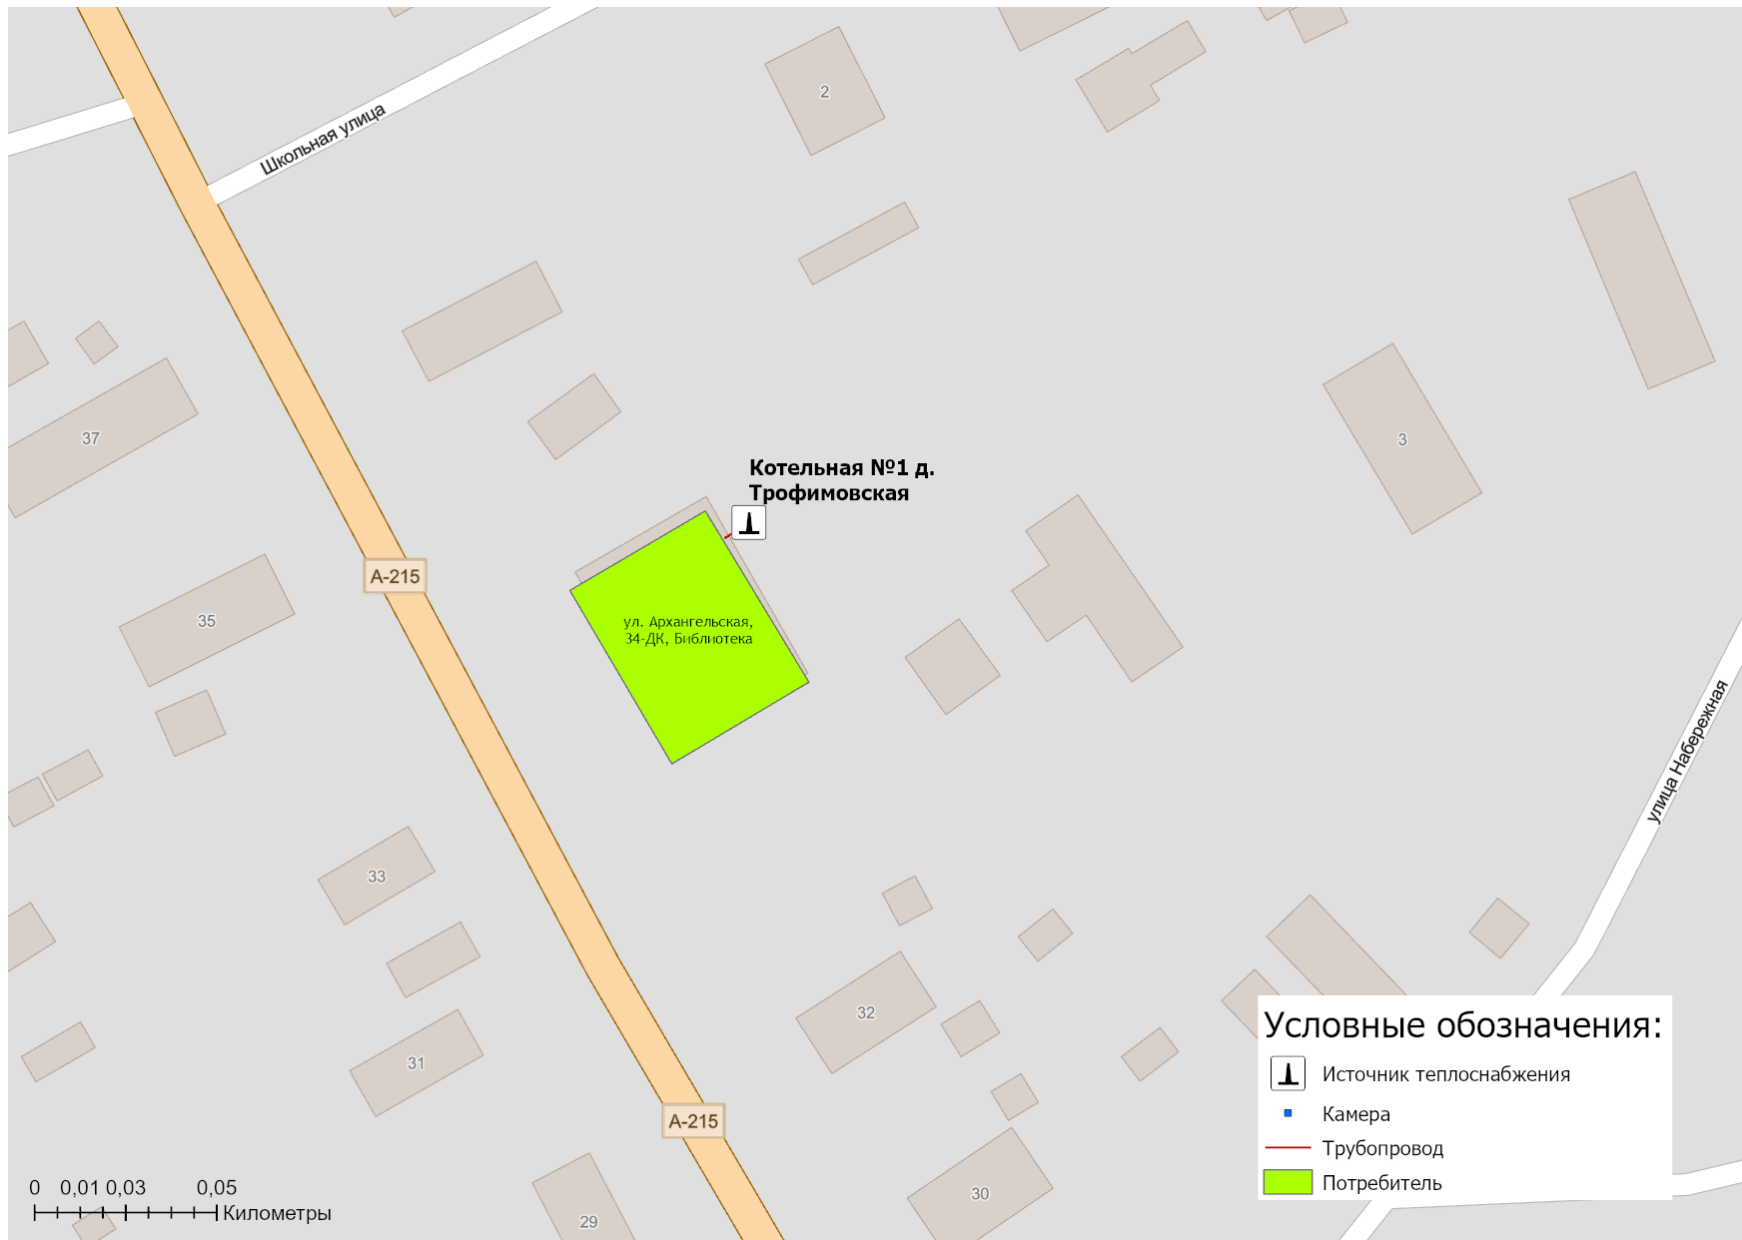 Школьная улица
2
37
3
Котельная №1 д.
Трофимовская
А-215
35
ул. Архангельская,
34-ДК, Библиотека
улица Набережная
33
32
31
А-215
30
29
Условные обозначения:
Источник теплоснабжения
Камера
Трубопровод
Потребитель
0 0,01 0,03 0,05
Километры